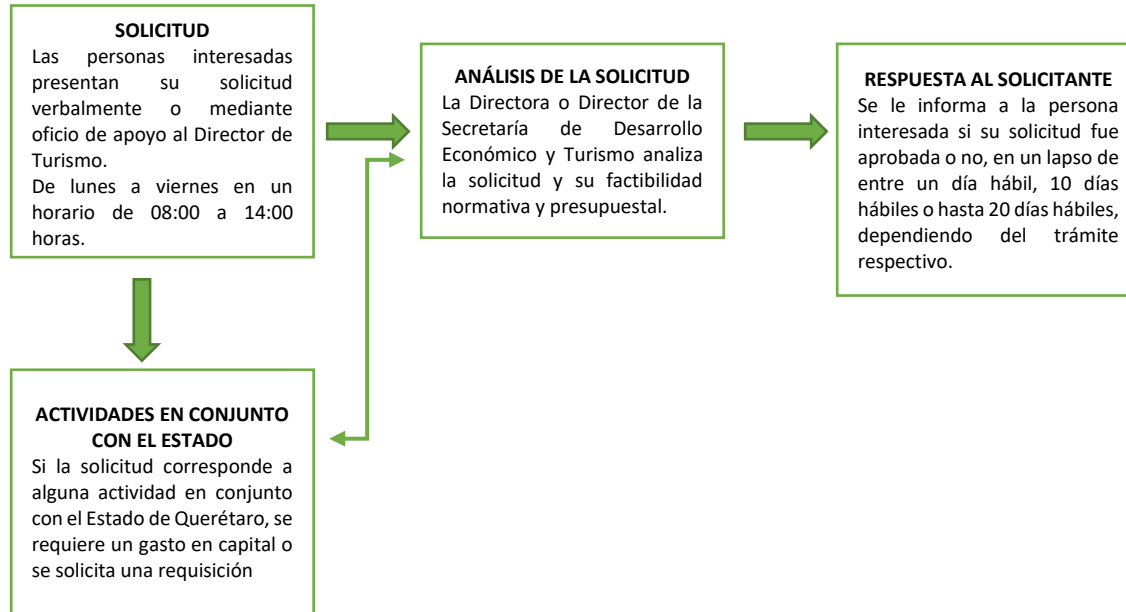 SOLICITUD
Las personas interesadas
presentan su solicitud
verbalmente o mediante
oficio de apoyo al Director de
Turismo.
De lunes a viernes en un
horario de 08:00 a 14:00
horas.
ANÁLISIS DE LA SOLICITUD
La Directora o Director de la
Secretaría de Desarrollo
Económico y Turismo analiza
la solicitud y su factibilidad
normativa y presupuestal.
RESPUESTA AL SOLICITANTE
Se le informa a la persona
interesada si su solicitud fue
aprobada o no, en un lapso de
entre un día hábil, 10 días
hábiles o hasta 20 días hábiles,
dependiendo del trámite
respectivo.
ACTIVIDADES EN CONJUNTO
CON EL ESTADO
Si la solicitud corresponde a
alguna actividad en conjunto
con el Estado de Querétaro, se
requiere un gasto en capital o
se solicita una requisición